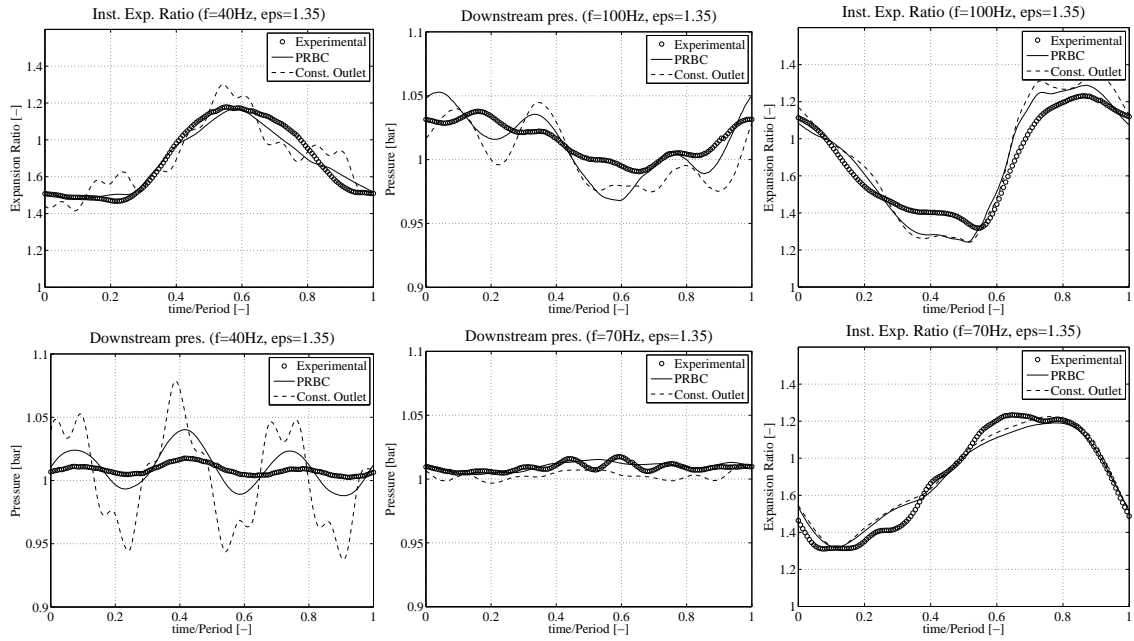 Inst. Exp. Ratio (f=40Hz, eps=1.35)
Experimental
PRBC
Const. Outlet
Expansion Ratio [−]
1.4
1.2
1
1.6
1.4
1.2
1
0 0.2 0.4 0.6 0.8 1
time/Period [−]
Downstream pres. (f=100Hz, eps=1.35)
Experimental
PRBC
Const. Outlet
Pressure [bar]
1.1
1.05
1
0.95
0.9
0 0.2 0.4 0.6 0.8 1
time/Period [−]
Inst. Exp. Ratio (f=100Hz, eps=1.35)
Experimental
PRBC
Const. Outlet
Expansion Ratio [−]
1.4
1.2
1
1.6
1.4
1.2
1
0 0.2 0.4 0.6 0.8 1
time/Period [−]
Downstream pres. (f=40Hz, eps=1.35)
Experimental
PRBC
Const. Outlet
Pressure [bar]
1.1
1.05
1
0.95
0.9
0 0.2 0.4 0.6 0.8 1
time/Period [−]
Downstream pres. (f=70Hz, eps=1.35)
Experimental
PRBC
Const. Outlet
Pressure [bar]
1.1
1.05
1
0.95
0.9
0 0.2 0.4 0.6 0.8 1
time/Period [−]
Inst. Exp. Ratio (f=70Hz, eps=1.35)
Experimental
PRBC
Const. Outlet
Expansion Ratio [−]
1.4
1.2
1
1.6
1.4
1.2
1
0 0.2 0.4 0.6 0.8 1
time/Period [−]